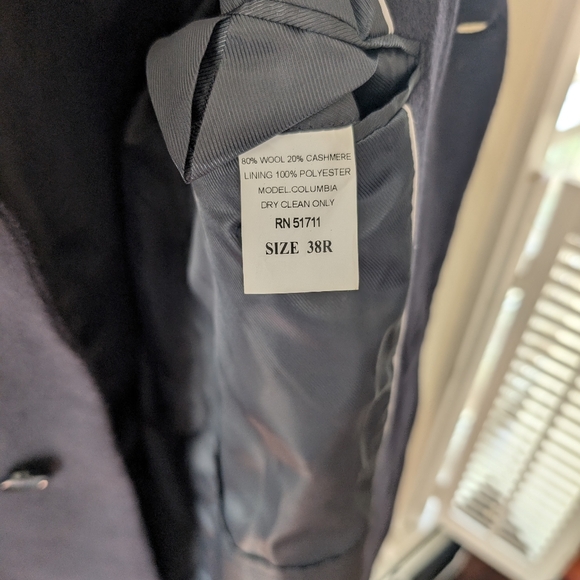 80% WOOL 20% CASHMERE
LINING 100% POLYESTER
MODEL.COLUMBIA
DRY CLEAN ONLY
RN 51711
SIZE 38R